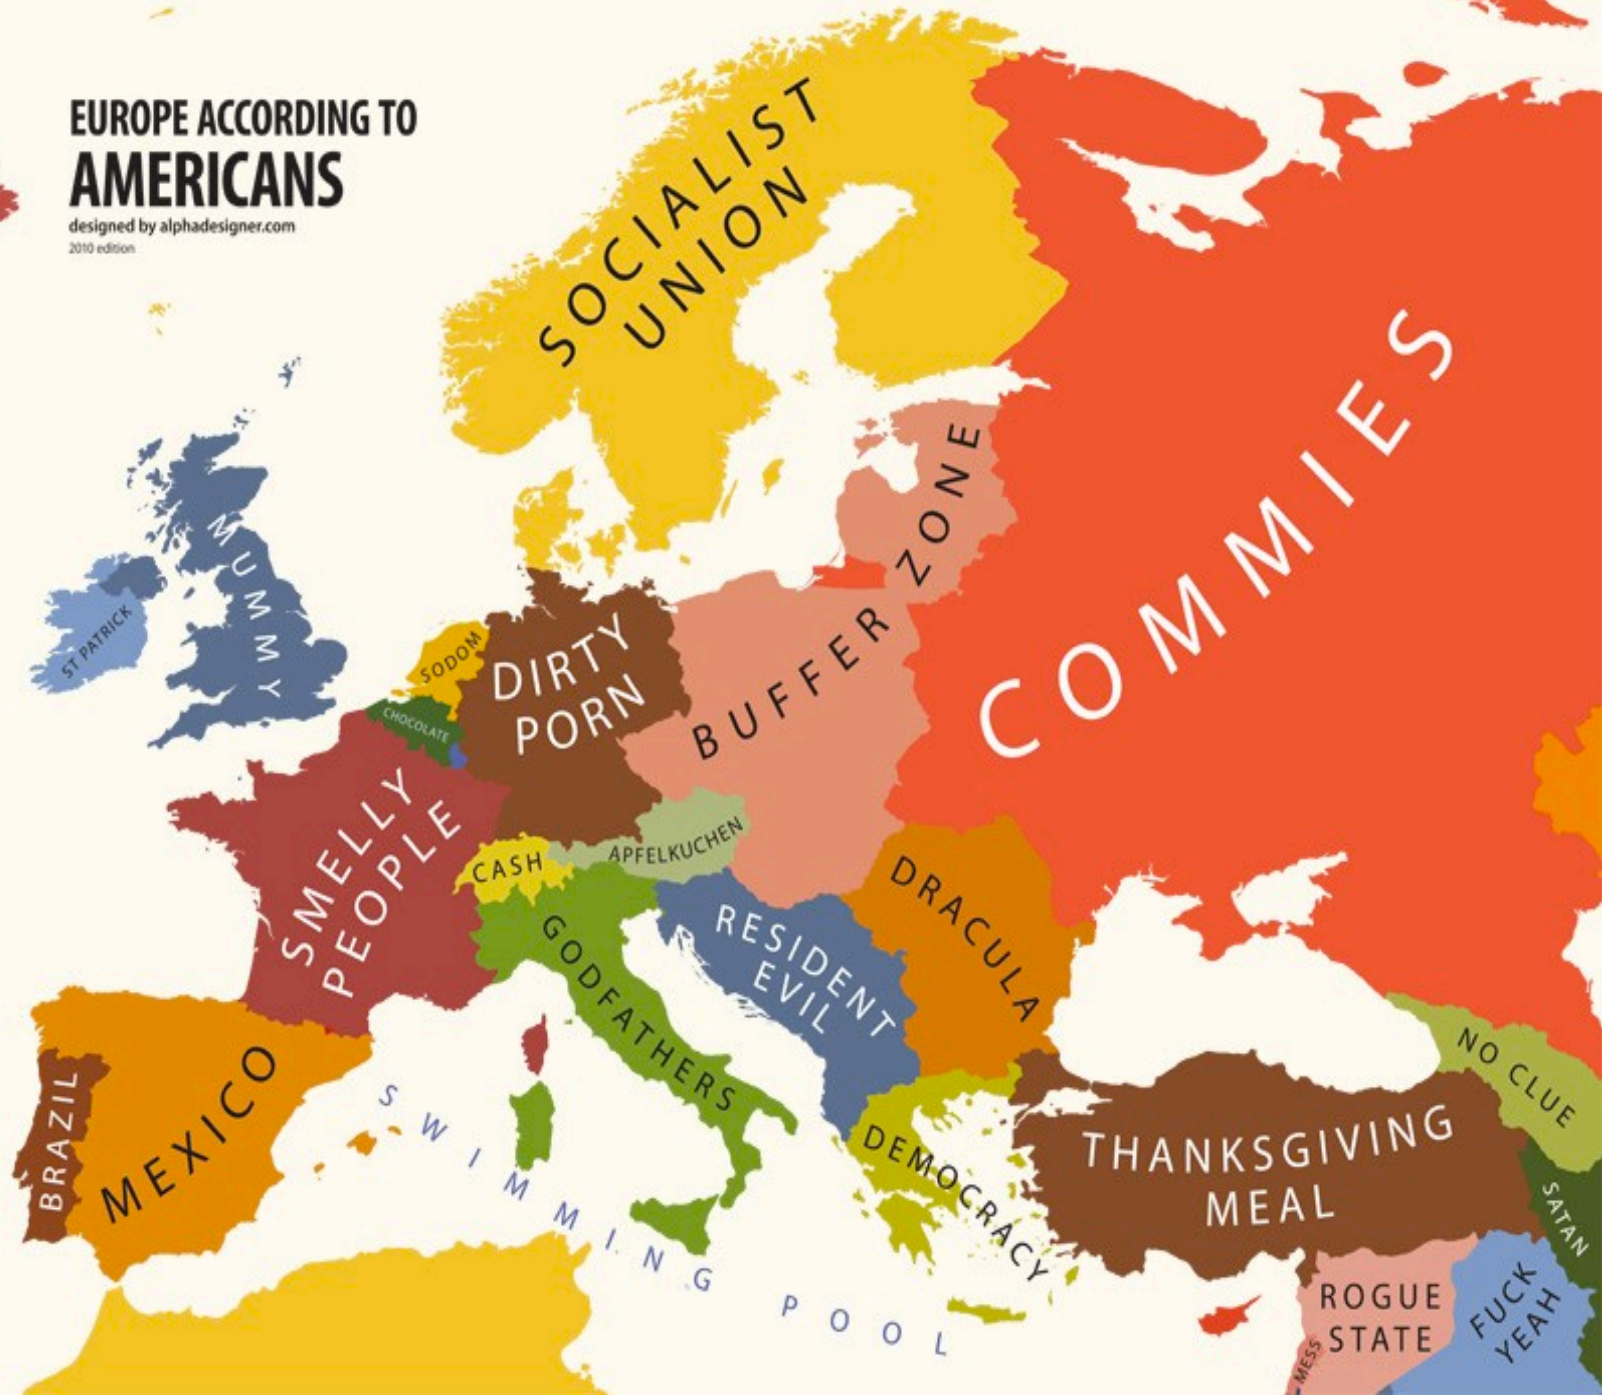 EUROPE ACCORDING TO
AMERICANS
designed by alphadesigner.com
2010 edition
SOCIALIST
UNION
COMMIES
BUFFER ZONE
MUMMY
ST PATRICK
SODOM
DIRTY
PORN
CHOCOLATE
SMELLY
PEOPLE
CASH
APFELKUCHEN
DRACULA
RESIDENT
EVIL
GODFATHERS
BRAZIL
MEXICO
SWIMMING POOL
DEMOCRACY
THANKSGIVING
MEAL
NO CLUE
SATAN
ROGUE
STATE
FUCK
YEAH
MESS